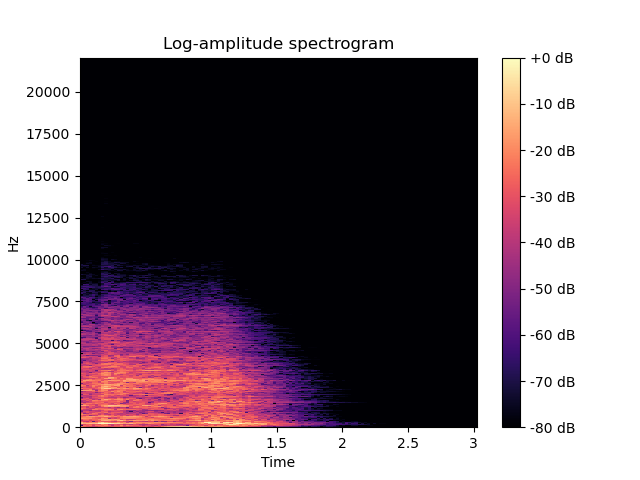 Log-amplitude spectrogram
Hz
20000
17500
15000
12500
10000
7500
5000
2500
0
0 0.5 1 1.5 2 2.5 3
Time
+0 dB
-10 dB
-20 dB
-30 dB
-40 dB
-50 dB
-60 dB
-70 dB
-80 dB